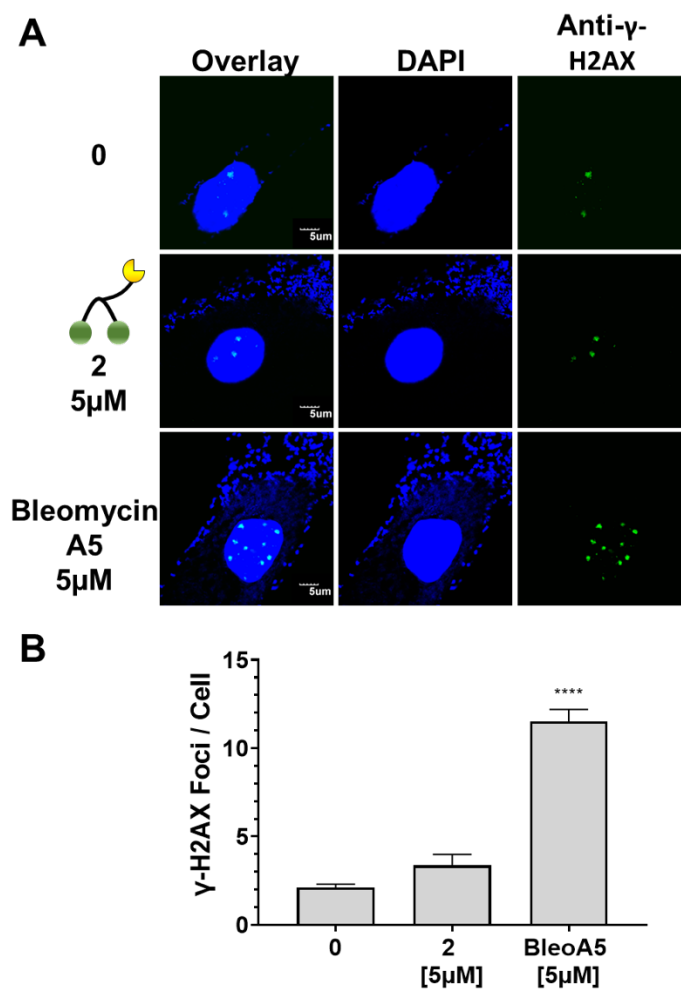 A
Overlay
DAPI
Anti-γ-
H2AX
0
5um
2
5µM
5um
Bleomycin
A5
5µM
5um
B
γ-H2AX Foci / Cell
15
10
5
0
****
0
2
[5µM]
BleoA5
[5µM]